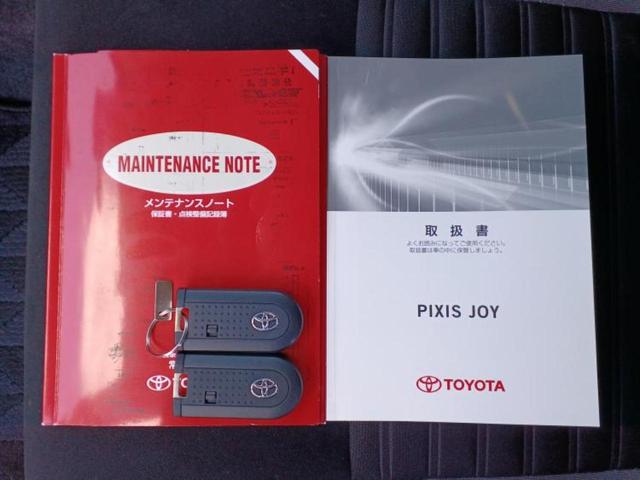 MAINTENANCE NOTE
メンテナンスノート
保証書・点検整備記録簿
常
取扱書
よくお読みになってご使用ください。
取扱書は車の中に保管しましょう。
PIXIS JOY
TOYOTA